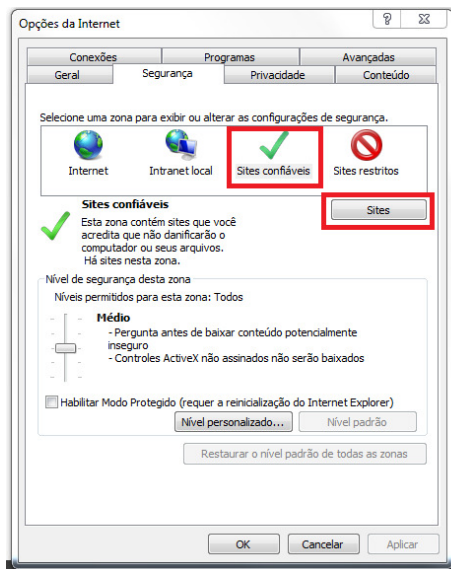 Opções da Internet
Conexões Programas Avançadas
Geral Segurança Privacidade Conteúdo
Selecione uma zona para exibir ou alterar as configurações de segurança.
Internet Intranet local Sites confiáveis Sites restritos
Sites confiáveis
Sites
Esta zona contém sites que você
acredita que não danificarão o
computador ou seus arquivos.
Há sites nesta zona.
Nível de segurança desta zona
Níveis permitidos para esta zona: Todos
Médio
- Pergunta antes de baixar conteúdo potencialmente
inseguro
- Controles ActiveX não assinados não serão baixados
Habilitar Modo Protegido (requer a reinicialização do Internet Explorer)
Nível personalizado... Nível padrão
Restaurar o nível padrão de todas as zonas
OK Cancelar Aplicar